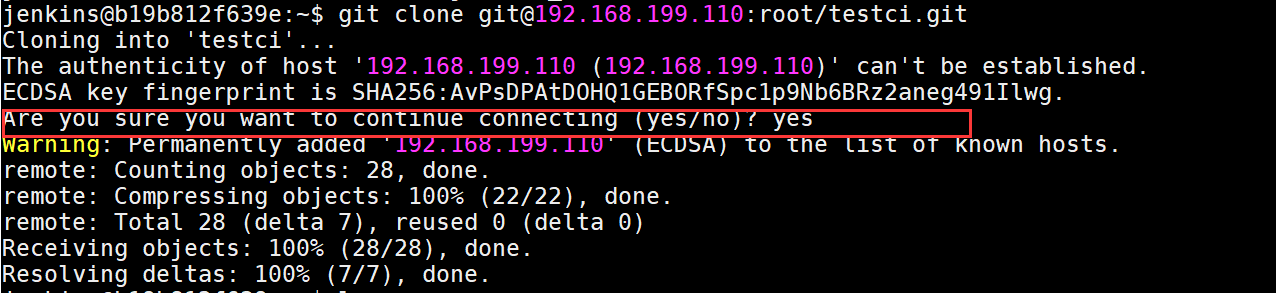 jenkins@b19b812f639e:~$ git clone git@192.168.199.110:root/testci.git
Cloning into 'testci'...
The authenticity of host '192.168.199.110 (192.168.199.110)' can't be established.
ECDSA key fingerprint is SHA256:AvPsDPAtDOHQ1GEBORfSpc1p9Nb6BRz2aneg491Ilwg.
Are you sure you want to continue connecting (yes/no)? yes
Warning: Permanently added '192.168.199.110' (ECDSA) to the list of known hosts.
remote: Counting objects: 28, done.
remote: Compressing objects: 100% (22/22), done.
remote: Total 28 (delta 7), reused 0 (delta 0)
Receiving objects: 100% (28/28), done.
Resolving deltas: 100% (7/7), done.